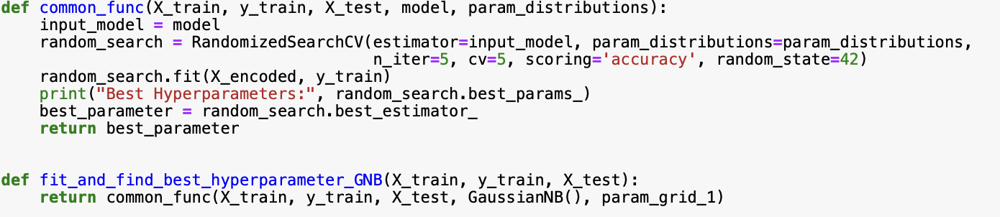 def common_func(X_train, y_train, X_test, model, param_distributions):
    input_model = model
    random_search = RandomizedSearchCV(estimator=input_model, param_distributions=param_distributions,
                                       n_iter=5, cv=5, scoring='accuracy', random_state=42)
    random_search.fit(X_encoded, y_train)
    print("Best Hyperparameters:", random_search.best_params_)
    best_parameter = random_search.best_estimator_
    return best_parameter
def fit_and_find_best_hyperparameter_GNB(X_train, y_train, X_test):
    return common_func(X_train, y_train, X_test, GaussianNB(), param_grid_1)